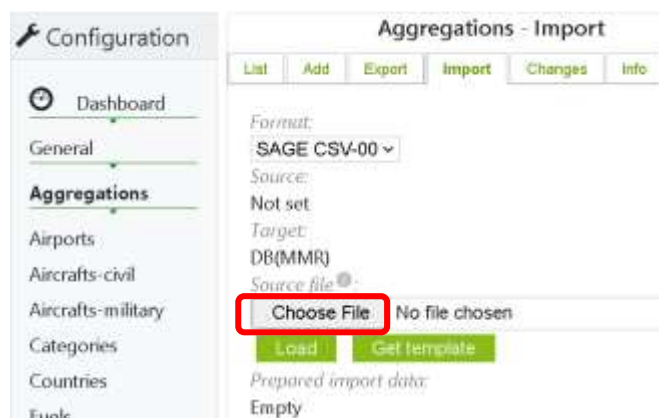 Configuration
Dashboard
General
Aggregations
Airports
Aircrafts-civil
Aircrafts-military
Categories
Countries
Fuels
Aggregations - Import
List Add Export Import Changes Info
Format:
SAGE CSV-00
Source:
Not set
Target:
DB(MMR)
Source file :
Choose File No file chosen
Load Get template
Prepared import data:
Empty